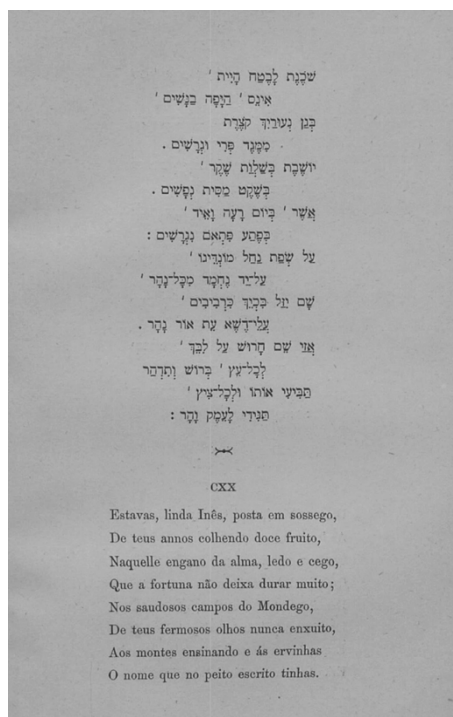 שֹׁכֶנֶת לָבֶטַח הָיִית '
אִינֶס ' הַיָּפָה בַנָּשִׁים '
בְּגַן נְעוּרַיִךְ קֹצֶרֶת
מִמֶּגֶד פְּרִי וּגְרָשִׁים .
יוֹשֶׁבֶת בְּשַׁלְוַת שֶׁקֶר '
בְּשֶׁקֶט מַסִּית נְפָשִׁים .
אֲשֶׁר ' בְּיוֹם רָעָה וָאֵיד '
בְּפֶתַע פִּתְאֹם נִגְרָשִׁים :
עַל שְׂפַת נַחַל מוֹנְדֵּיגוֹ '
עַל־יַד נֶחְמָד מִכָּל־נָהָר '
שָׁם יִזַּל בִּכְיֵךְ כִּרְבִיבִים '
עֲלֵי־דֶשֶׁא עֵת אוֹר נָהָר .
אֲזַי שֵׁם חָרוּשׁ עַל לִבֵּךְ '
לְכָל־עֵץ ' בְּרוֹשׁ וְתִדְהָר
תַּבִּיעִי אוֹתוֹ וּלְכָל־צִיץ '
תַּגִּידִי לָעֵמֶק וָהָר :
CXX
Estavas, linda Inês, posta em sossego,
De teus annos colhendo doce fruito,
Naquelle engano da alma, ledo e cego,
Que a fortuna não deixa durar muito;
Nos saudosos campos do Mondego,
De teus fermosos olhos nunca enxuito,
Aos montes ensinando e ás ervinhas
O nome que no peito escrito tinhas.